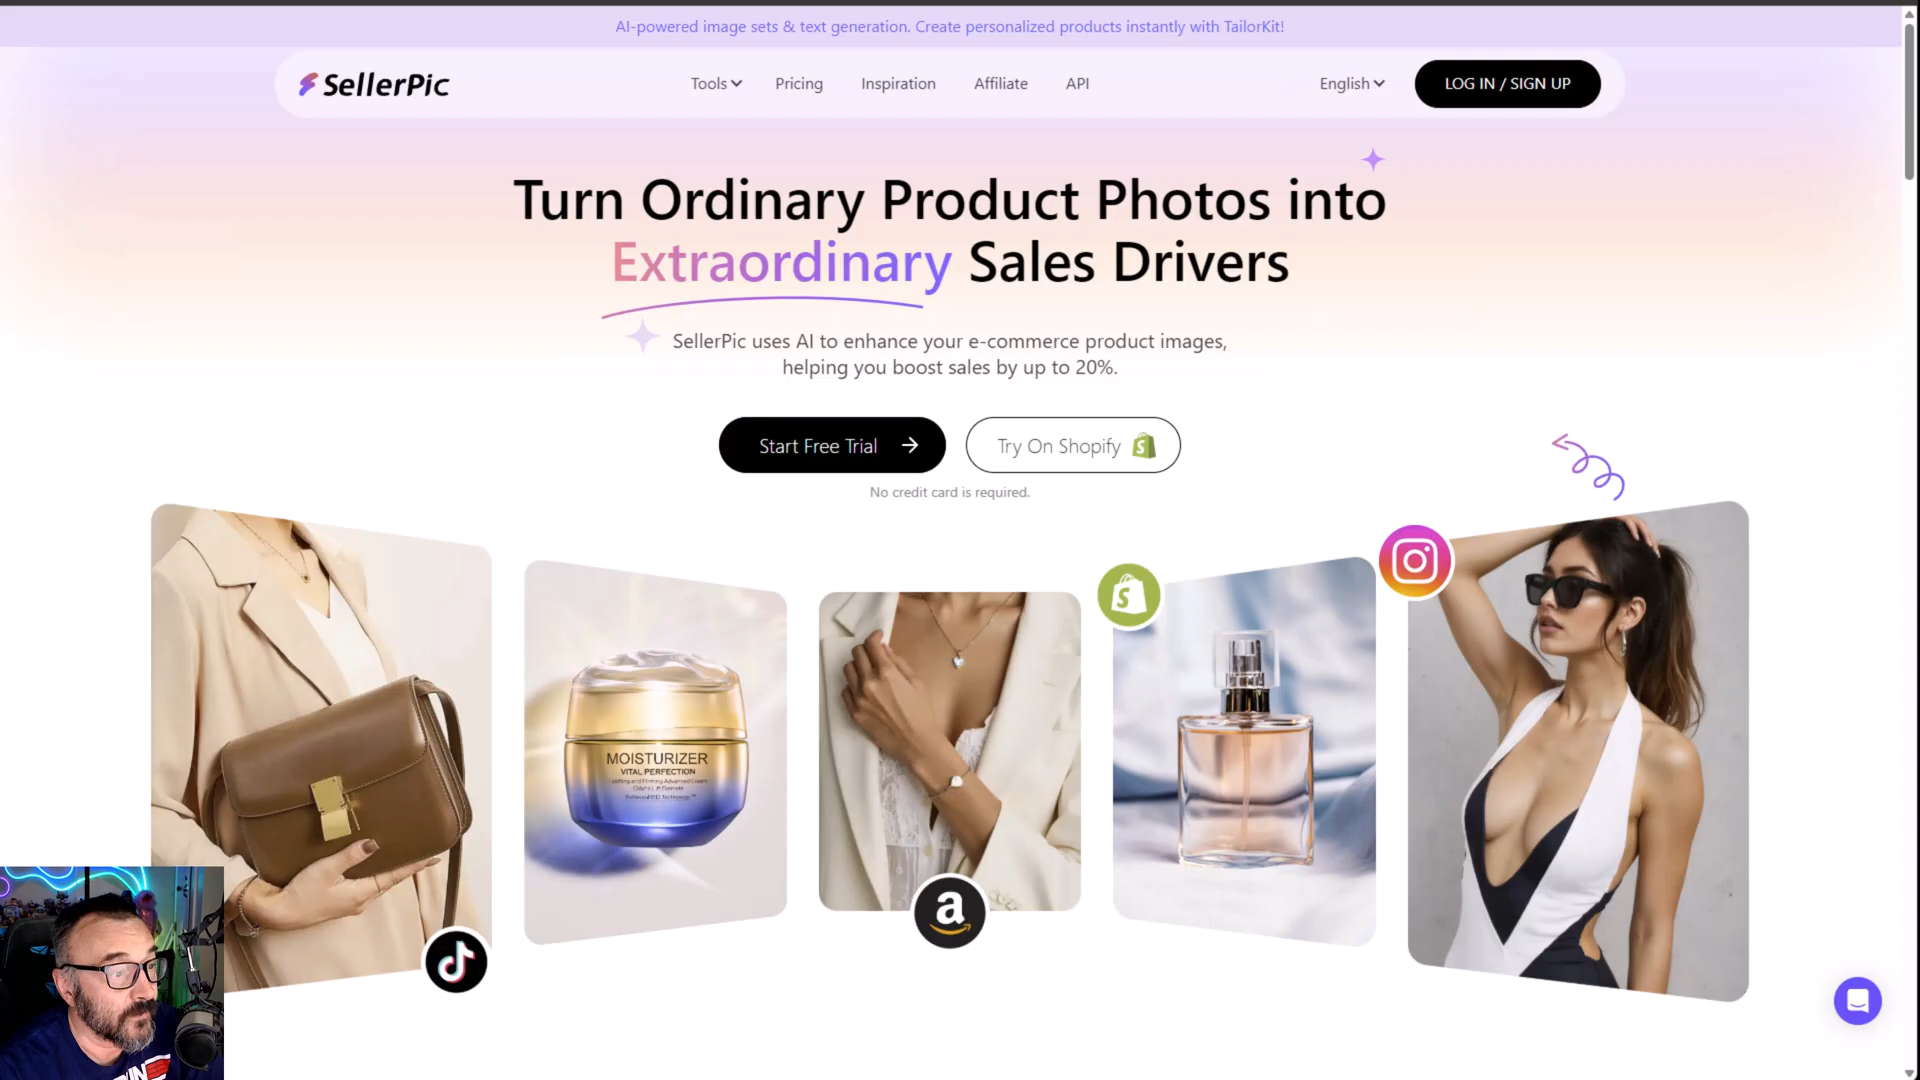 AI-powered image sets & text generation. Create personalized products instantly with TailorKit!
SellerPic
Tools
Pricing
Inspiration
Affiliate
API
English
LOG IN / SIGN UP
Turn Ordinary Product Photos into
Extraordinary Sales Drivers
SellerPic uses AI to enhance your e-commerce product images,
helping you boost sales by up to 20%.
Start Free Trial
Try On Shopify
No credit card is required.
MOISTURIZER
VITAL PERFECTION